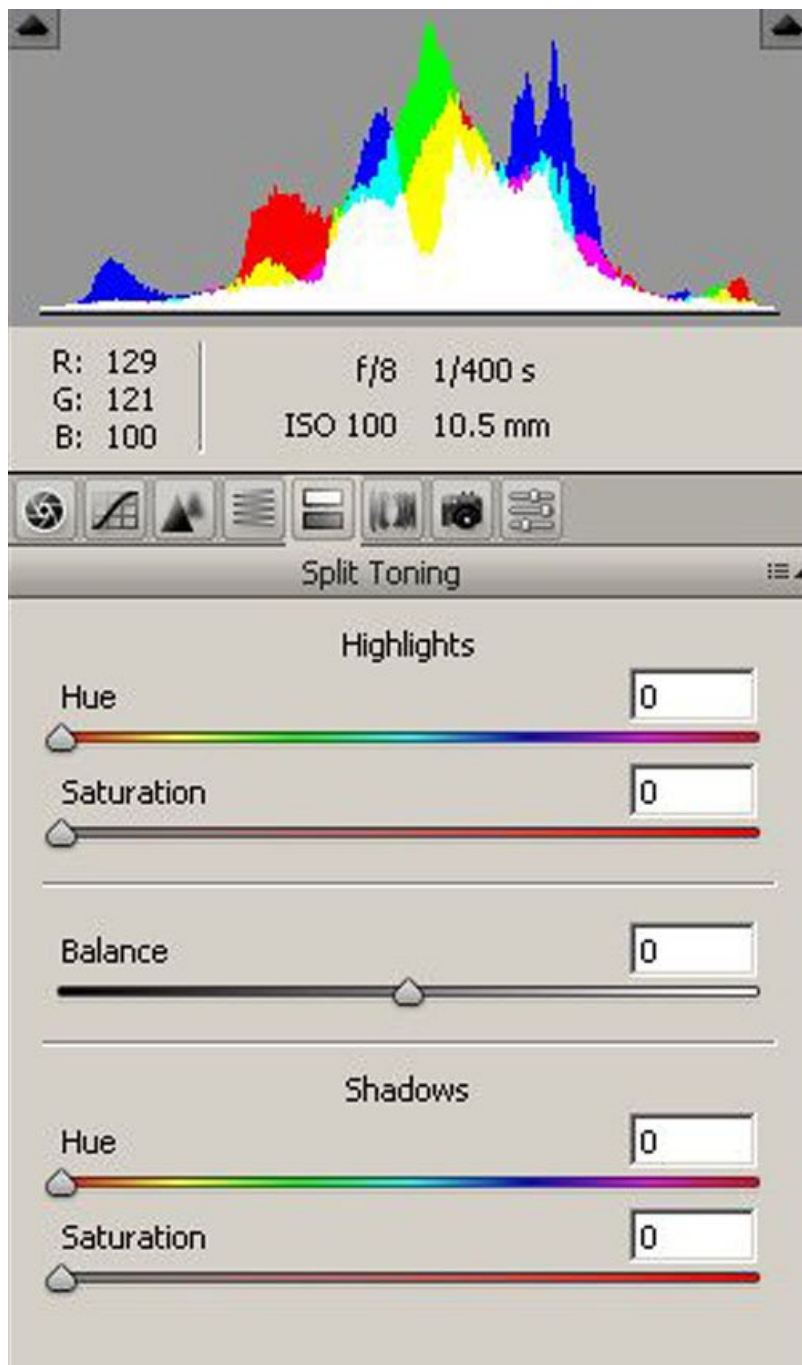 R: 129
G: 121
B: 100
f/8 1/400 s
ISO 100 10.5 mm
Split Toning
Highlights
Hue 0
Saturation 0
Balance 0
Shadows
Hue 0
Saturation 0